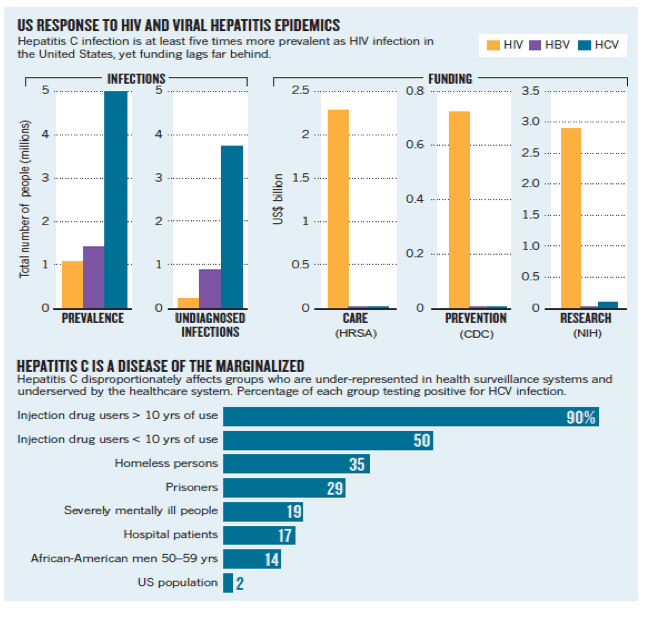 US RESPONSE TO HIV AND VIRAL HEPATITIS EPIDEMICS
Hepatitis C infection is at least five times more prevalent as HIV infection in
the United States, yet funding lags far behind.
HIV HBV HCV
INFECTIONS
Total number of people (millions)
5
4
3
2
1
0
PREVALENCE
5
4
3
2
1
0
UNDIAGNOSED
INFECTIONS
FUNDING
US$ billion
2.5
2
1.5
1
0.5
0
CARE
(HRSA)
0.8
0.6
0.4
0.2
0
PREVENTION
(CDC)
3.5
3.0
2.5
2.0
1.5
1.0
0.5
0
RESEARCH
(NIH)
HEPATITIS C IS A DISEASE OF THE MARGINALIZED
Hepatitis C disproportionately affects groups who are under-represented in health surveillance systems and
underserved by the healthcare system. Percentage of each group testing positive for HCV infection.
Injection drug users > 10 yrs of use 90%
Injection drug users < 10 yrs of use 50
Homeless persons 35
Prisoners 29
Severely mentally ill people 19
Hospital patients 17
African-American men 50–59 yrs 14
US population 2